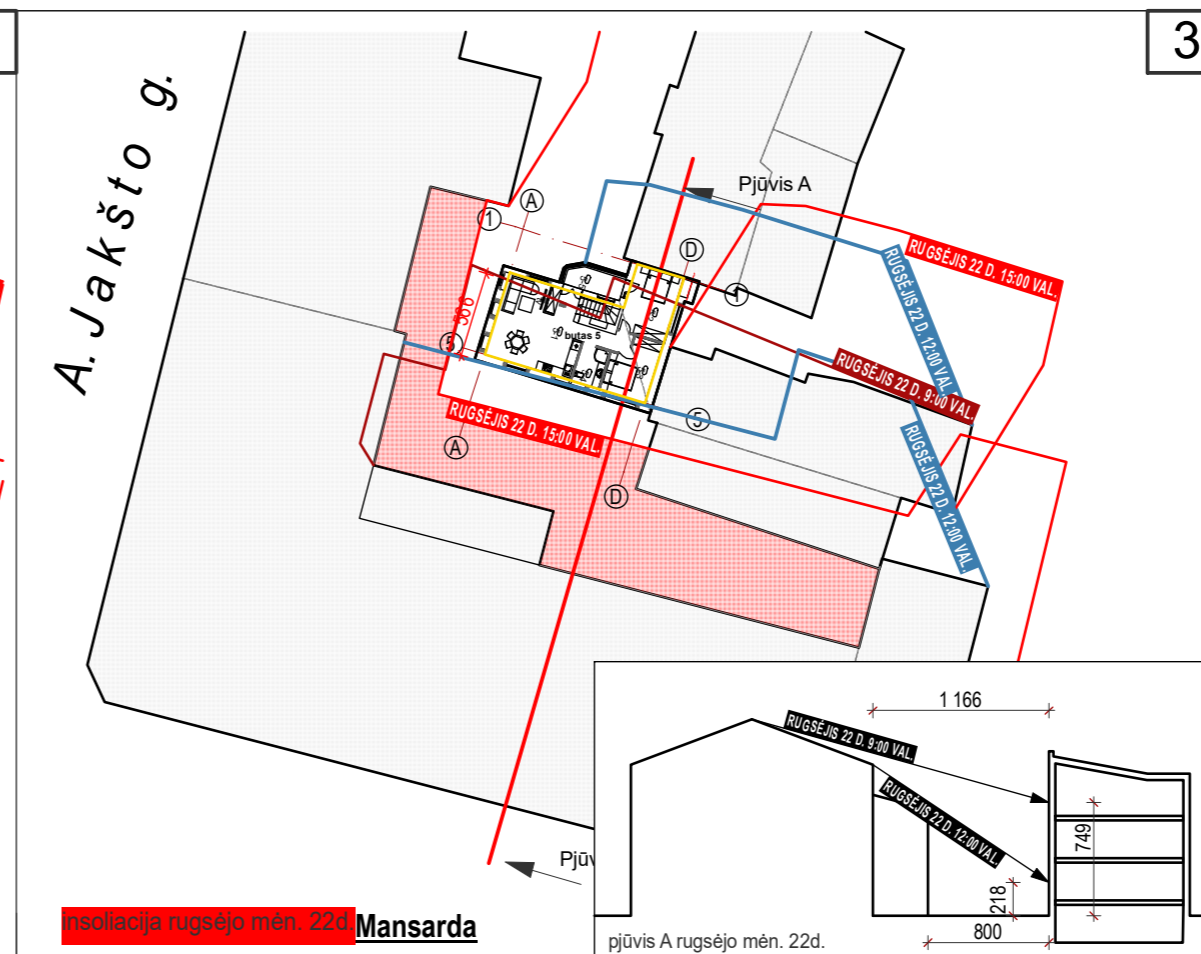 3
A. Jakšto g.
Pjūvis A
A
1
D
1
RUGSĖJIS 22 D. 15:00 VAL.
RUGSĖJIS 22 D. 12:00 VAL.
566
butas 5
5
RUGSĖJIS 22 D. 9:00 VAL.
RUGSĖJIS 22 D. 15:00 VAL.
5
A
D
RUGSĖJIS 22 D. 12:00 VAL.
1 166
RUGSĖJIS 22 D. 9:00 VAL.
RUGSĖJIS 22 D. 12:00 VAL.
749
218
Pjūv
800
insoliacija rugsėjo mėn. 22d. Mansarda
pjūvis A rugsėjo mėn. 22d.